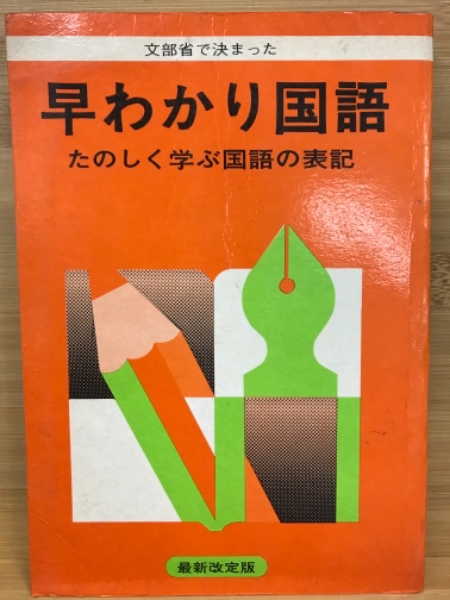 文部省で決まった
早わかり国語
たのしく学ぶ国語の表記
最新改定版